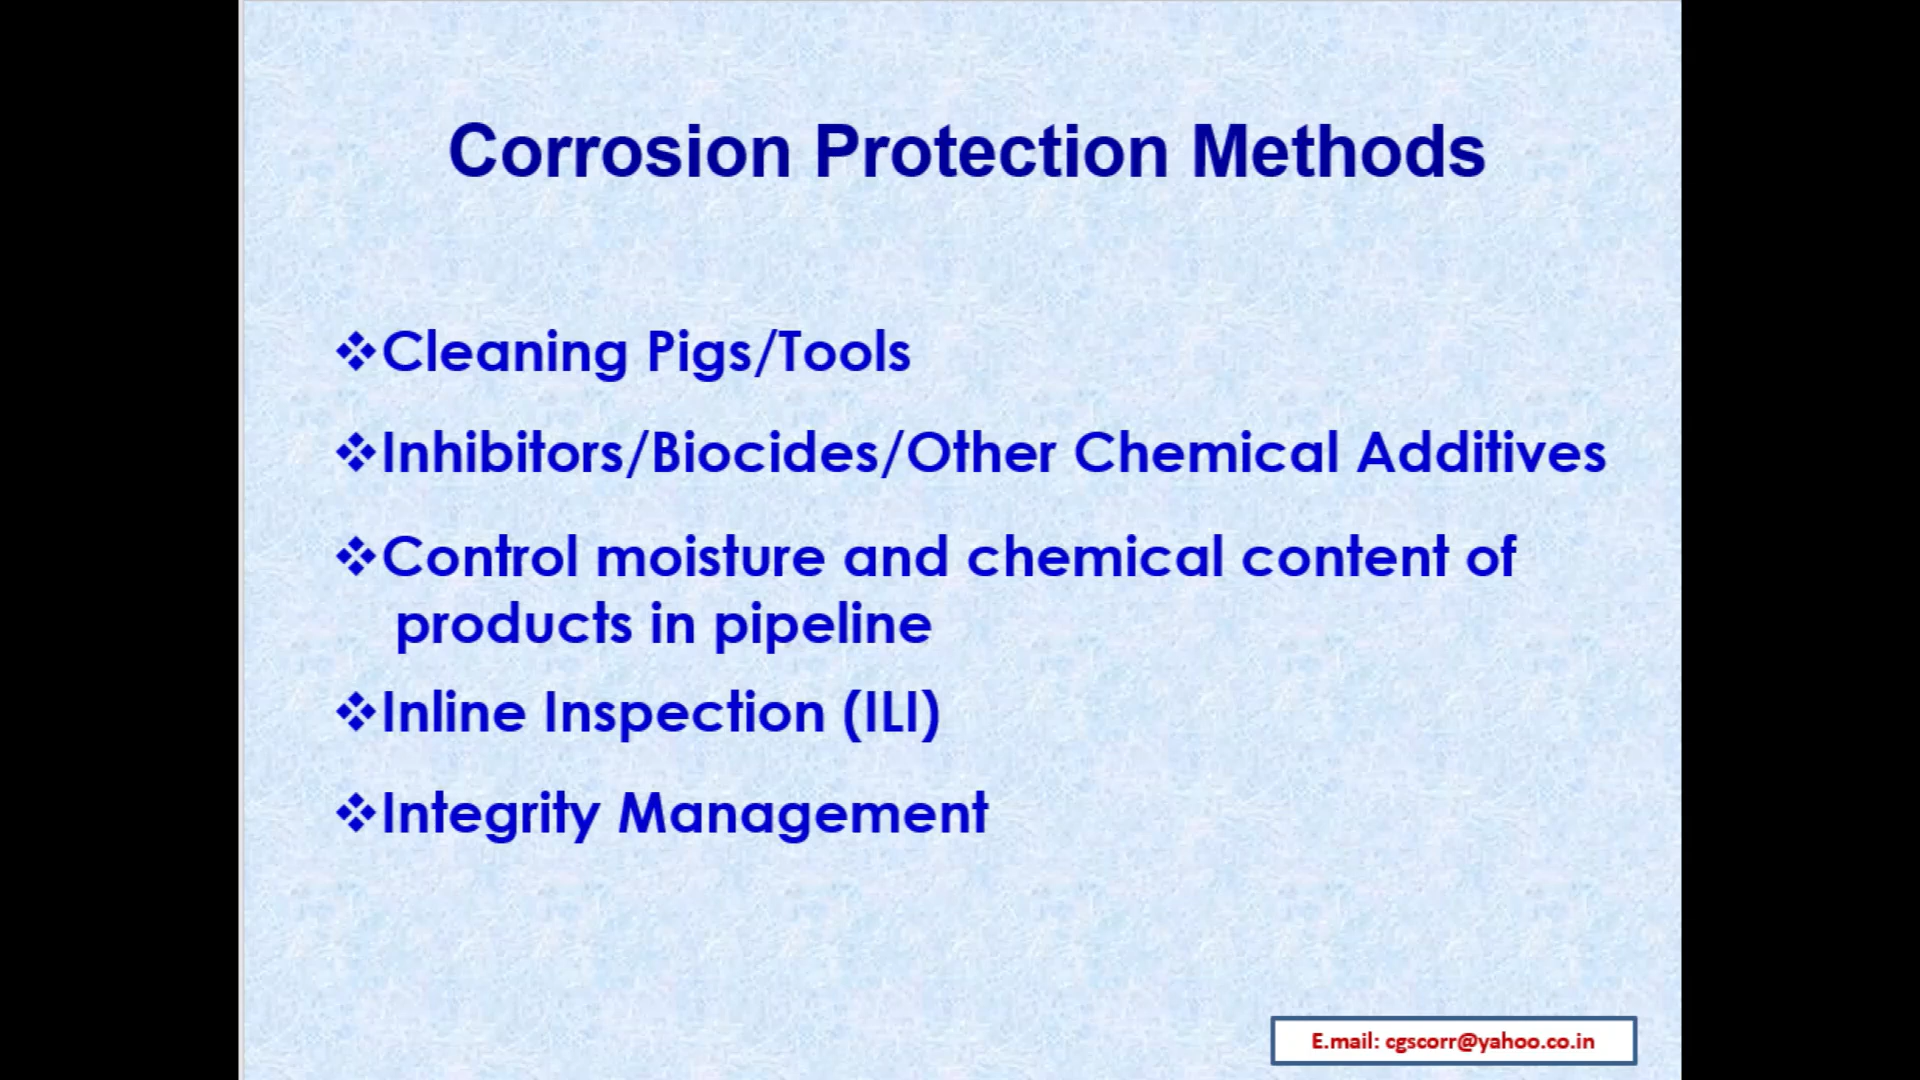 Corrosion Protection Methods
❖Cleaning Pigs/Tools
❖Inhibitors/Biocides/Other Chemical Additives
❖Control moisture and chemical content of
products in pipeline
❖Inline Inspection (ILI)
❖Integrity Management
E.mail: cgscorr@yahoo.co.in